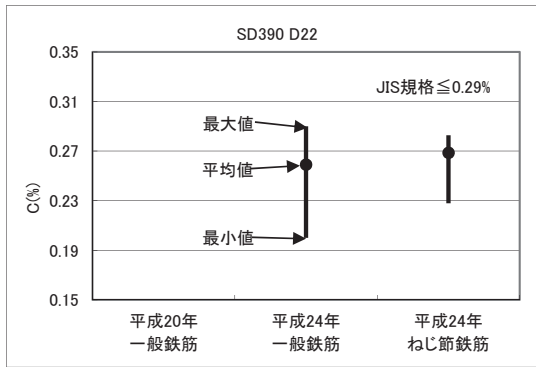 SD390 D22
0.35
0.31
0.27
0.23
0.19
0.15
C(%)
JIS規格≦0.29%
最大値
平均値
最小値
平成20年
一般鉄筋
平成24年
一般鉄筋
平成24年
ねじ節鉄筋